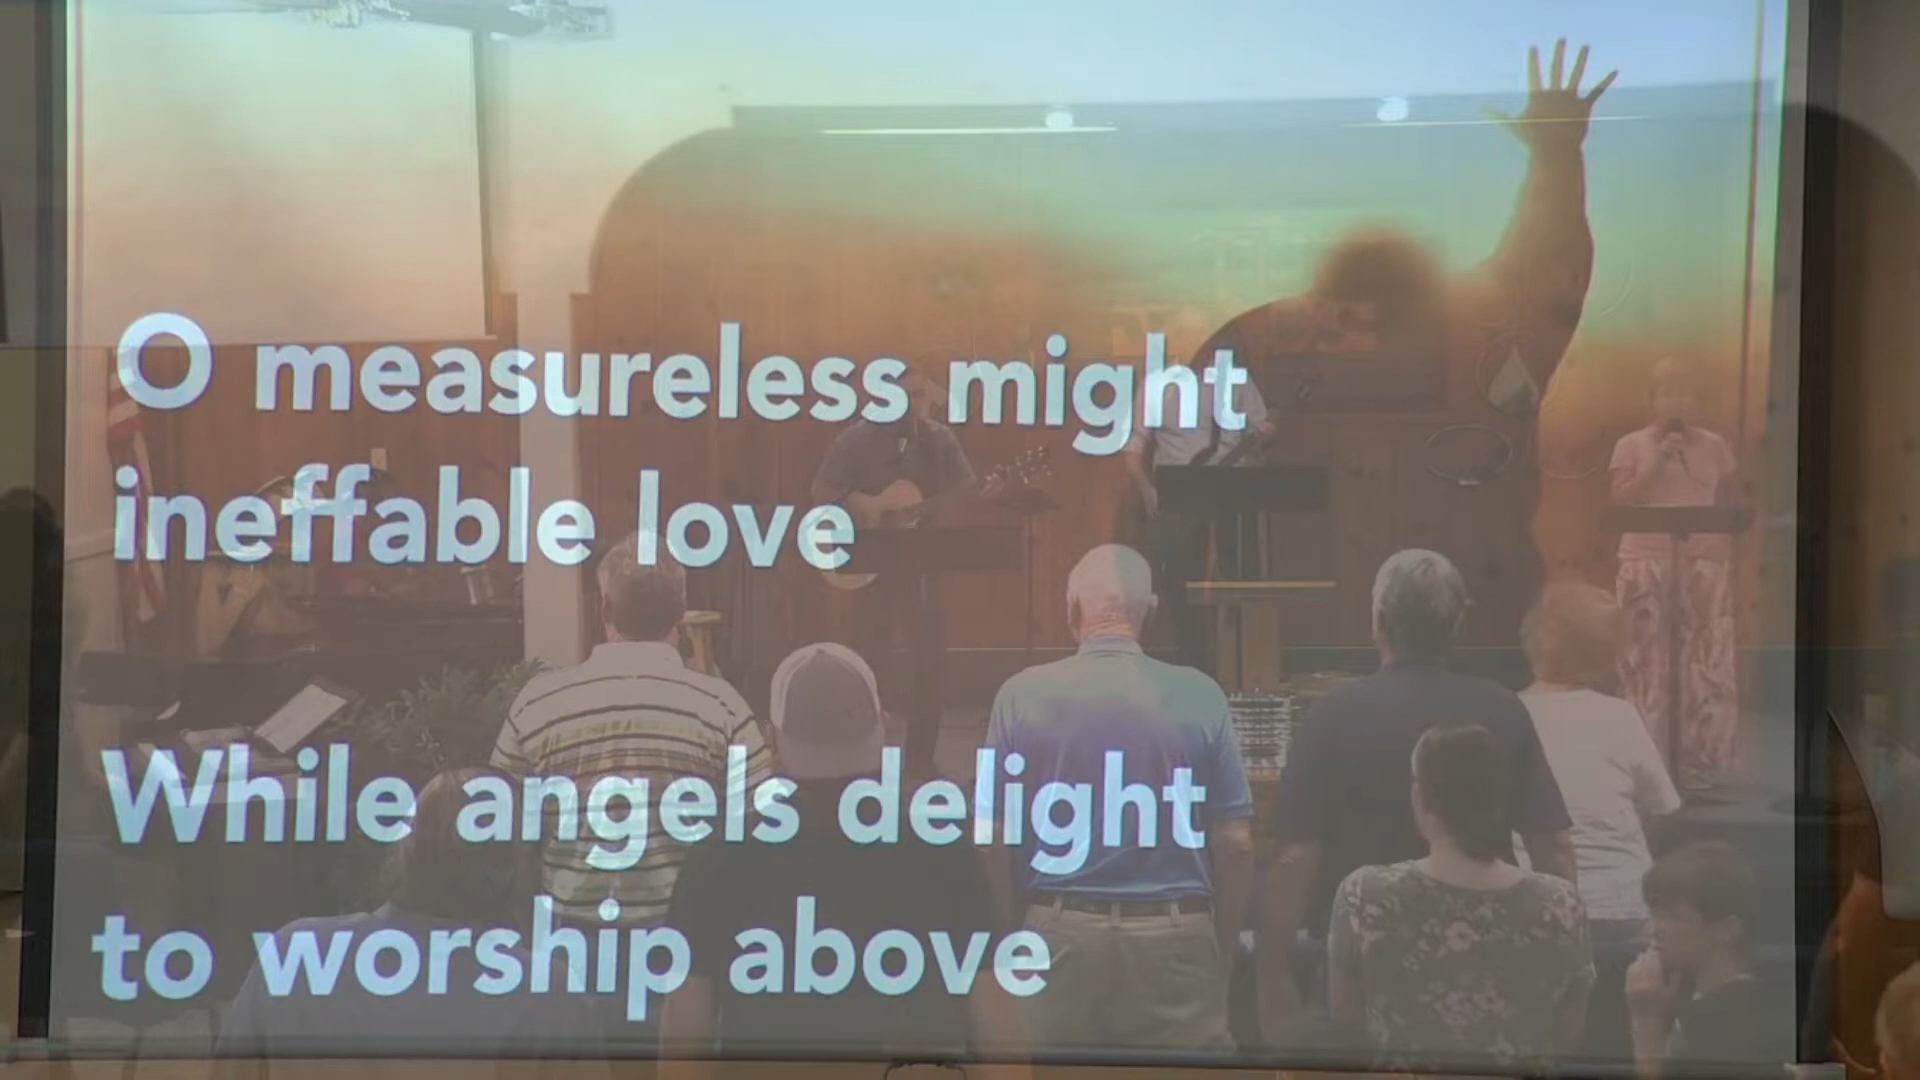 O measureless might
ineffable love
While angels delight
to worship above